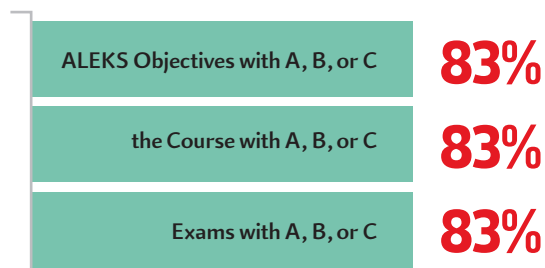 ALEKS Objectives with A, B, or C 83%
the Course with A, B, or C 83%
Exams with A, B, or C 83%